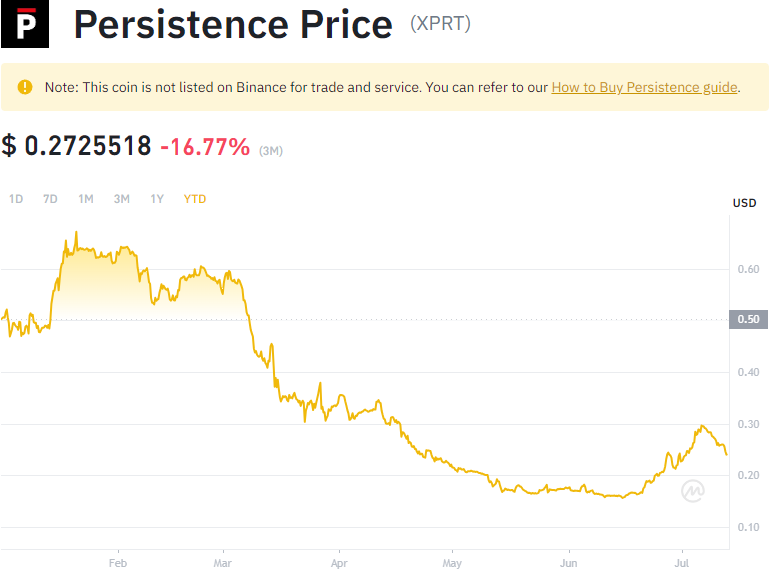 P
Persistence Price (XPRT)
Note: This coin is not listed on Binance for trade and service. You can refer to our How to Buy Persistence guide.
$ 0.2725518 -16.77% (3M)
1D 7D 1M 3M 1Y YTD
USD
0.60
0.50
0.40
0.30
0.20
0.10
Feb Mar Apr May Jun Jul